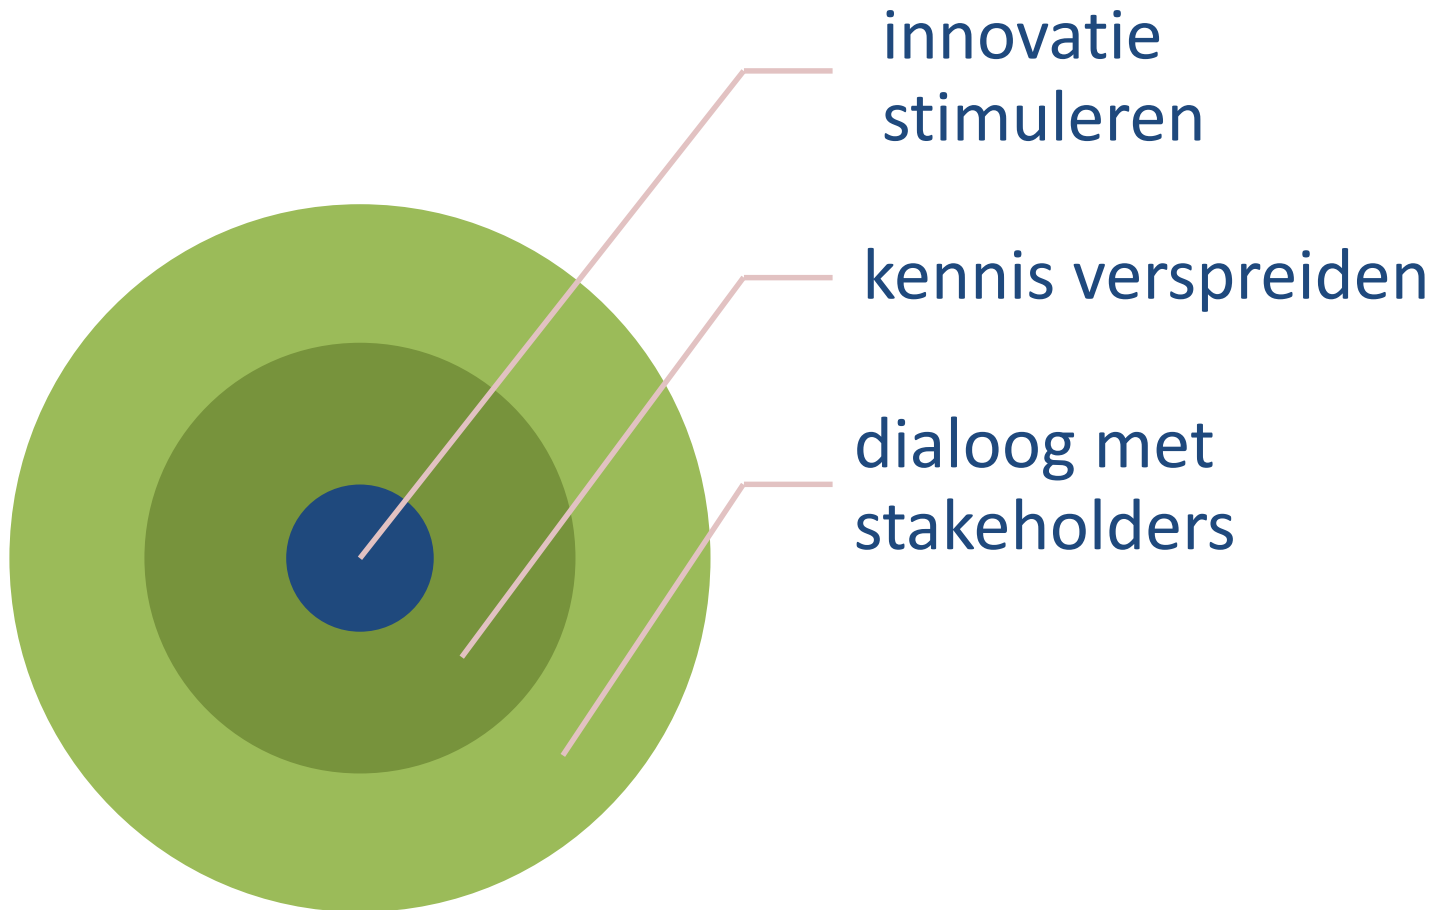 innovatie
stimuleren
kennis verspreiden
dialoog met
stakeholders